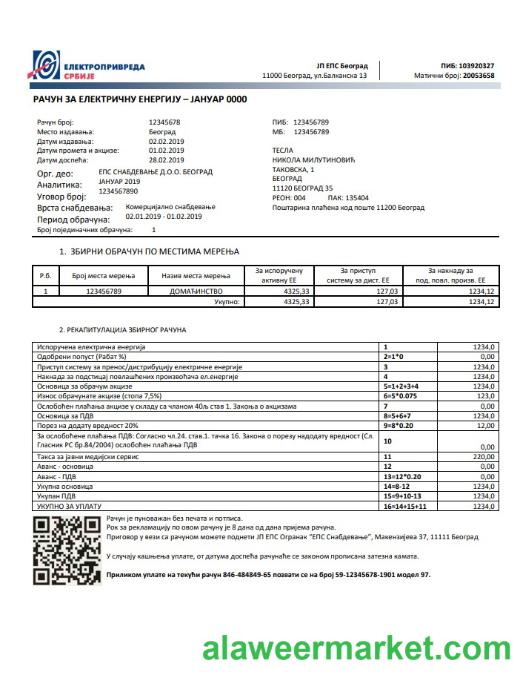 ЕЛЕКТРОПРИВРЕДА
СРБИЈЕ
ЈП ЕПС Београд
11000 Београд, ул.Балканска 13
ПИБ: 103920327
Матични број: 20053658
РАЧУН ЗА ЕЛЕКТРИЧНУ ЕНЕРГИЈУ – ЈАНУАР 0000
Рачун број: 12345678
Место издавања: Београд
Датум издавања: 02.02.2019
Датум промета и акцизе: 01.02.2019
Датум доспећа: 28.02.2019
Орг. део: ЕПС СНАБДЕВАЊЕ Д.О.О. БЕОГРАД
Аналитика: ЈАНУАР 2019
Уговор број: 1234567890
Врста снабдевања: Комерцијално снабдевање
Период обрачуна: 02.01.2019 - 01.02.2019
Број појединачних обрачуна: 1
ПИБ: 123456789
МБ: 123456789
ТЕСЛА
НИКОЛА МИЛУТИНОВИЋ
ТАКОВСКА, 1
БЕОГРАД
11120 БЕОГРАД 35
РЕОН: 004 ПАК: 135404
Поштарина плаћена код поште 11200 Београд
1. ЗБИРНИ ОБРАЧУН ПО МЕСТИМА МЕРЕЊА
Р.б. Број места мерења Назив места мерења За испоручену активну ЕЕ За приступ систему за дист. ЕЕ За накнаду за под. повл. произв. ЕЕ
1 123456789 ДОМАЋИНСТВО 4325,33 127,03 1234,12
Укупно: 4325,33 127,03 1234,12
2. РЕКАПИТУЛАЦИЈА ЗБИРНОГ РАЧУНА
Испоручена електрична енергија 1 1234,0
Одобрени попуст (Рабат %) 2=1*0 0,00
Приступ систему за пренос/дистрибуцију електричне енергије 3 1234,0
Накнада за подстицај повлашћених произвођача ел.енергије 4 1234,0
Основица за обрачум акцизе 5=1+2+3+4 1234,0
Износ обрачунате акцизе (стопа 7,5%) 6=5*0.075 123,0
Ослобођен плаћања акцизе у складу са чланом 40љ став 1. Закона о акцизама 7 0,00
Основица за ПДВ 8=5+6+7 1234,0
Порез на додату вредност 20% 9=8*0.20 12,00
За ослобођене плаћања ПДВ: Согласно чл.24. став.1. тачка 16. Закона о порезу надодату вредност (Сл.
Гласник РС бр.84/2004) ослобођен плаћања ПДВ 10 0,00
Такса за јавни медијски сервис 11 220,00
Аванс - основица 12 0,00
Аванс - ПДВ 13=12*0.20 0,00
Укупна основица 14=8-12 1234,0
Укупан ПДВ 15=9+10-13 1234,0
УКУПНО ЗА УПЛАТУ 16=14+15+11 1234,0
Рачун је пуноважан без печата и потписа.
Рок за рекламацију по овом рачуну је 8 дана од дана пријема рачуна.
Приговор у вези са рачуном можете поднети ЈП ЕПС Огранак "ЕПС Снабдевање", Макензијева 37, 11111 Београд
У случају кашњења уплате, от датума доспећа рачунаће се законом прописана затезна камата.
Приликом уплате на текући рачун 846-484849-65 позвати се на број 59-12345678-1901 модел 97.
alaweermarket.com